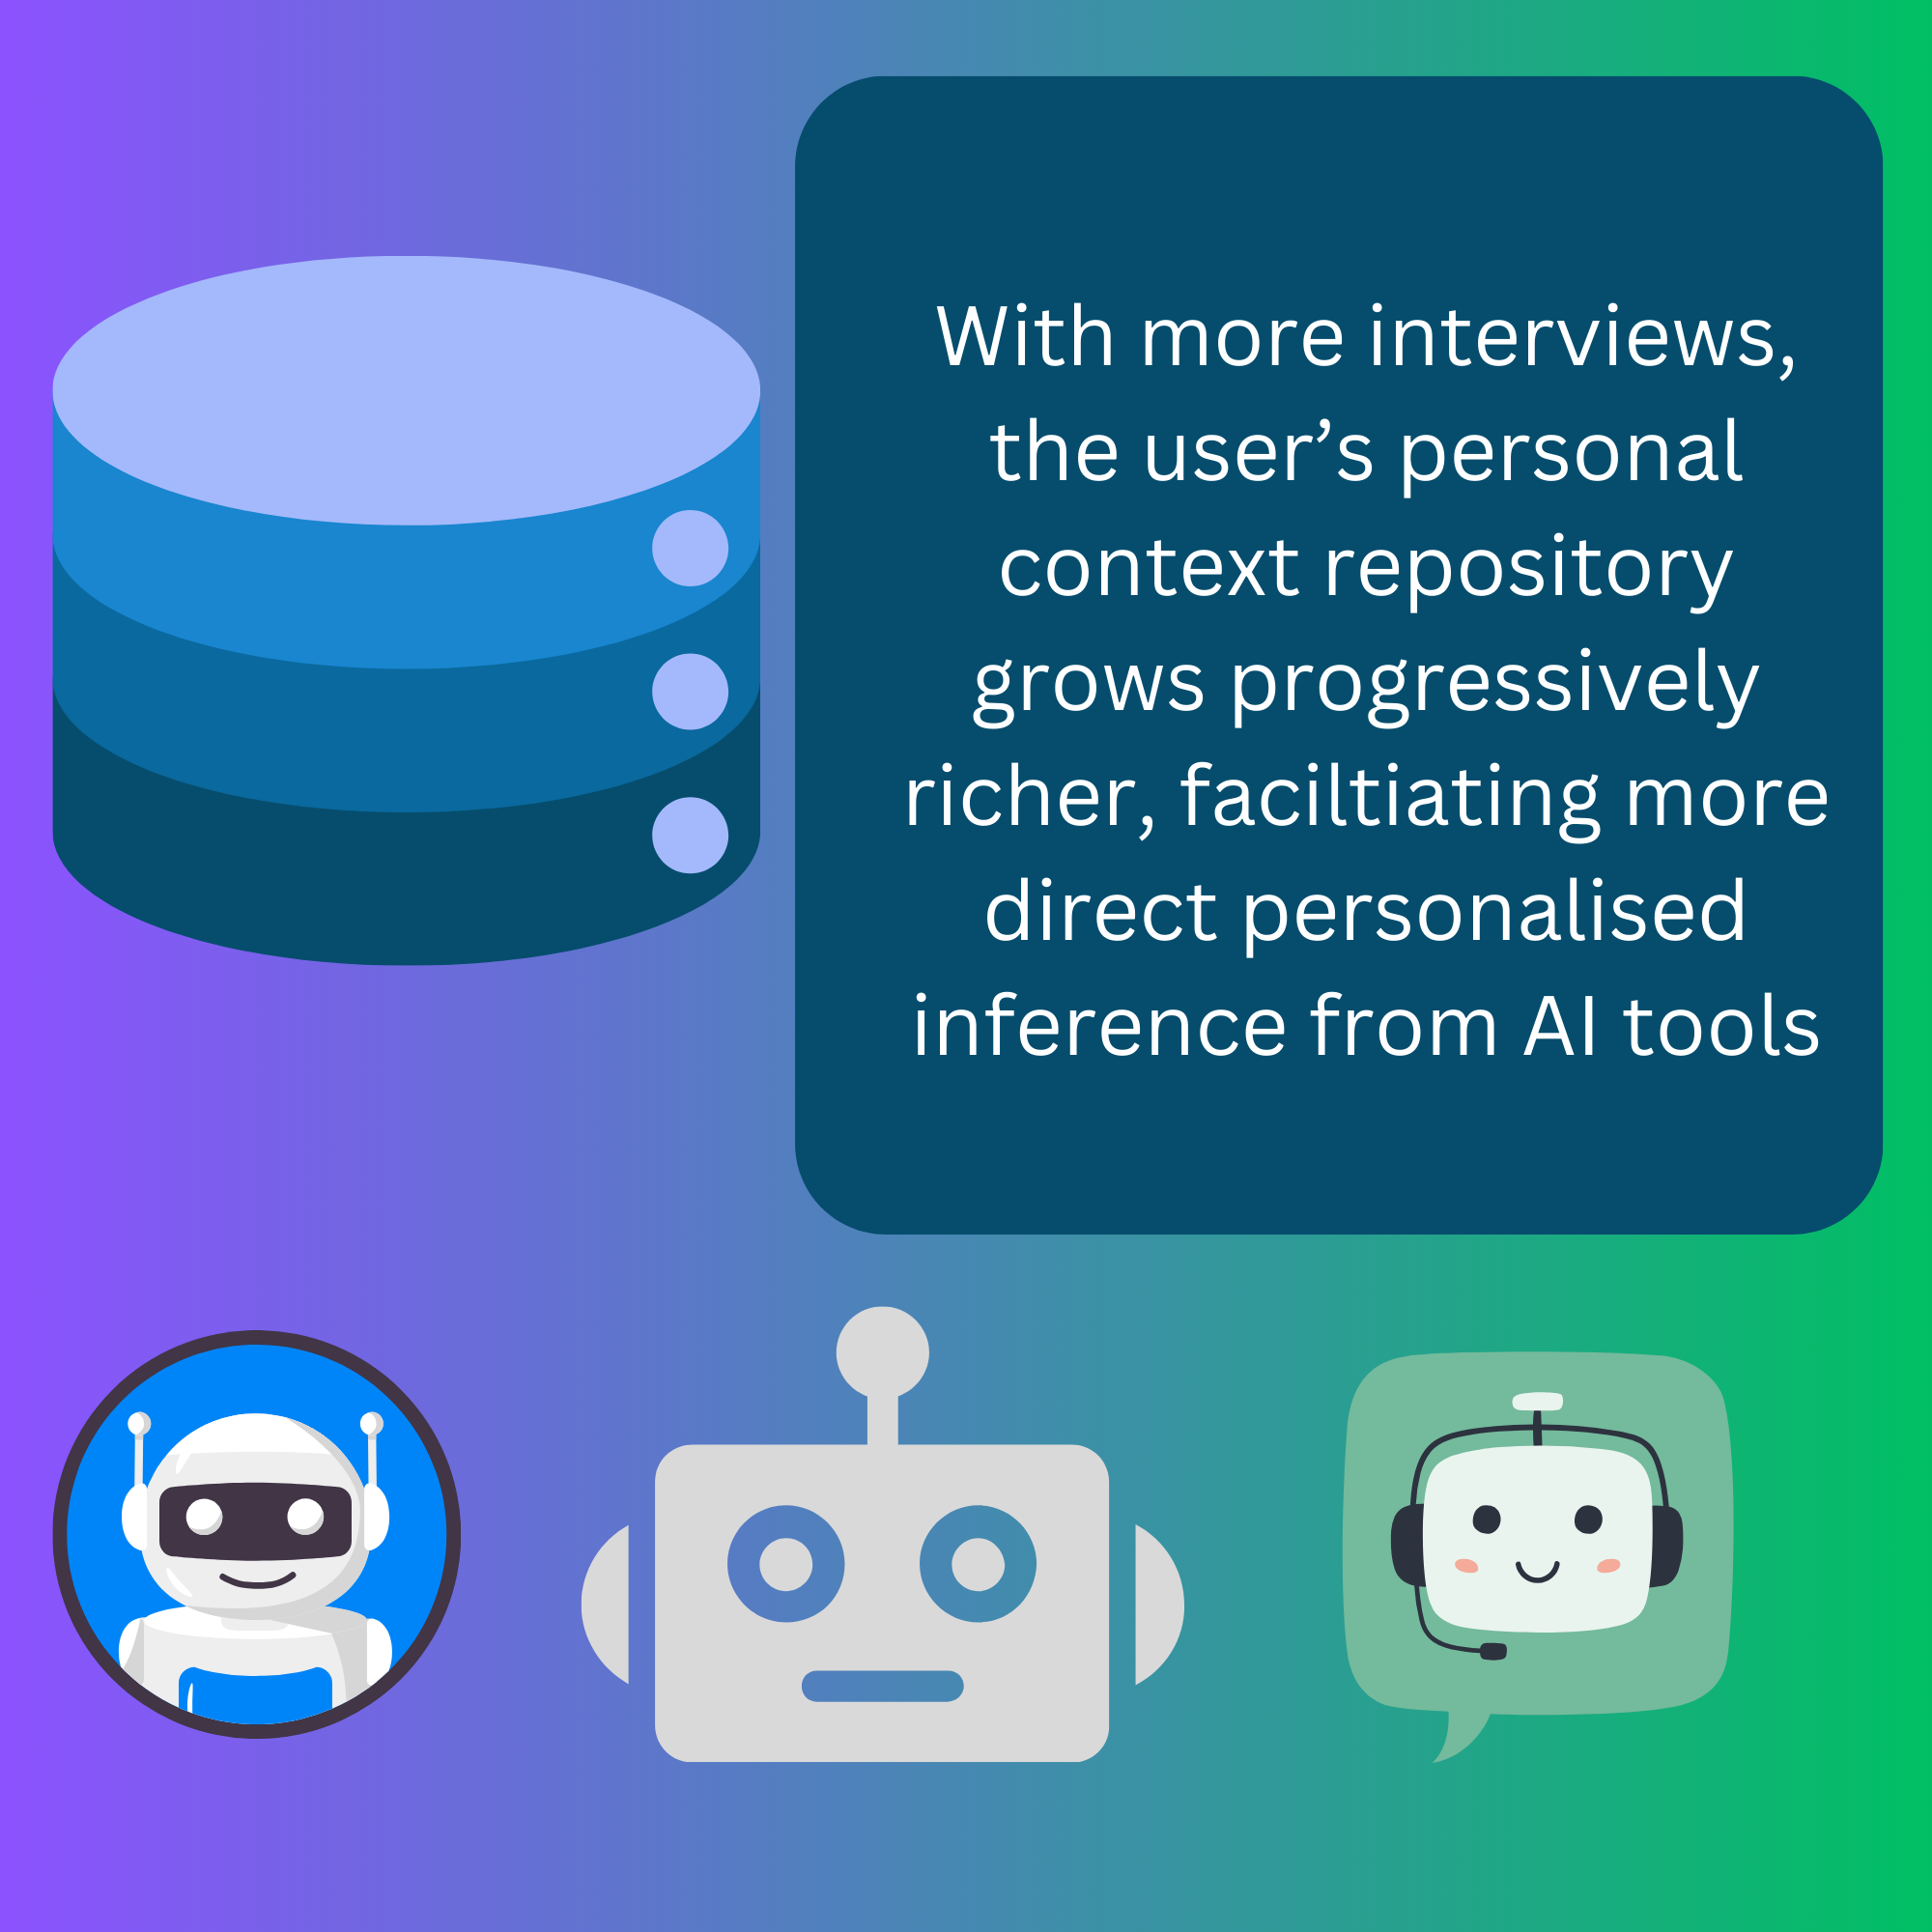 With more interviews,
the user’s personal
context repository
grows progressively
richer, faciltiating more
direct personalised
inference from AI tools